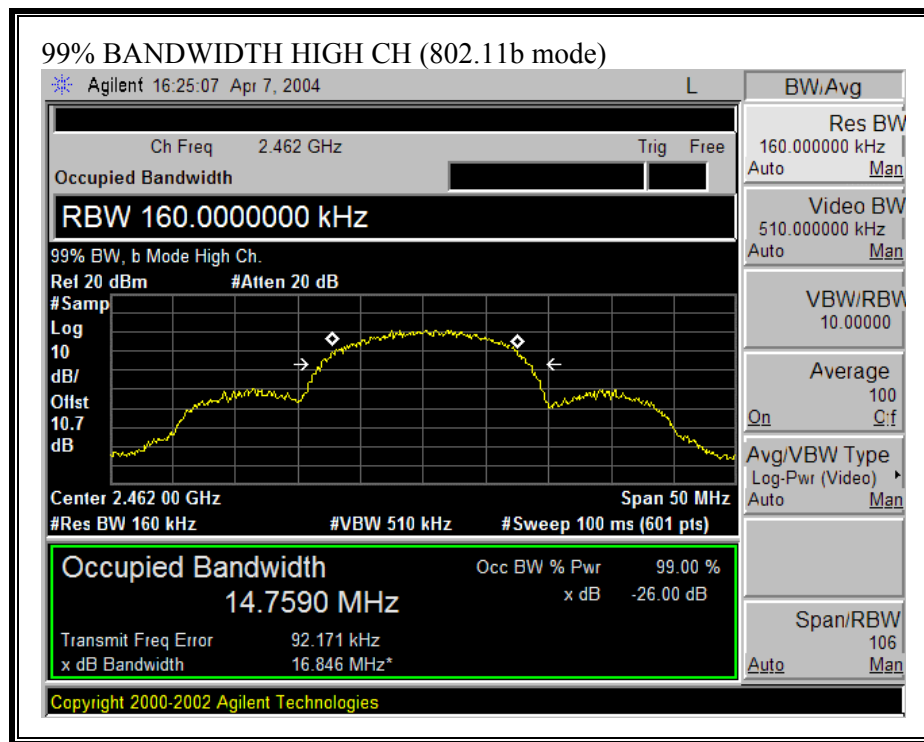 99% BANDWIDTH HIGH CH (802.11b mode)
Agilent 16:25:07 Apr 7, 2004 L
BW/Avg
Ch Freq 2.462 GHz Trig Free
Occupied Bandwidth
RBW 160.0000000 kHz
99% BW, b Mode High Ch.
Ref 20 dBm #Atten 20 dB
#Samp
Log
10
dB/
Offst
10.7
dB
Center 2.462 00 GHz Span 50 MHz
#Res BW 160 kHz #VBW 510 kHz #Sweep 100 ms (601 pts)
Occupied Bandwidth
14.7590 MHz
Occ BW % Pwr 99.00 %
x dB -26.00 dB
Transmit Freq Error 92.171 kHz
x dB Bandwidth 16.846 MHz*
Copyright 2000-2002 Agilent Technologies
Res BW
160.000000 kHz
Auto Man
Video BW
510.000000 kHz
Auto Man
VBW/RBW
10.00000
Average
100
On Off
Avg/VBW Type
Log-Pwr (Video)
Auto Man
Span/RBW
106
Auto Man